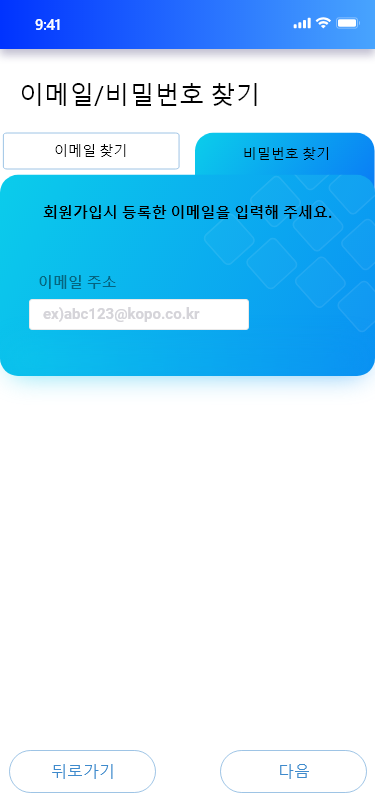 9:41
이메일/비밀번호 찾기
이메일 찾기
비밀번호 찾기
회원가입시 등록한 이메일을 입력해 주세요.
이메일 주소
ex)abc123@kopo.co.kr
뒤로가기
다음